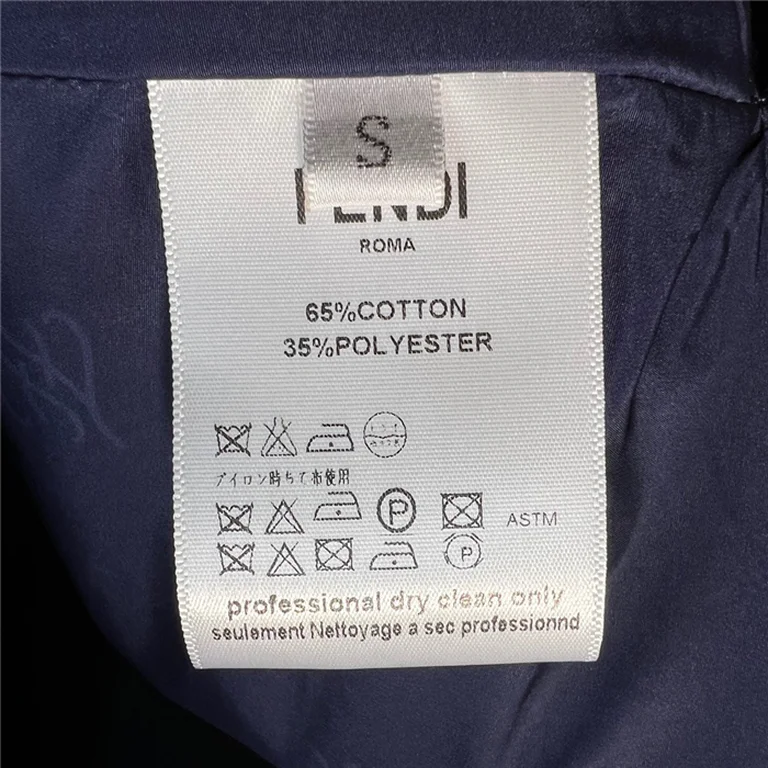 S
FENDI
ROMA
65%COTTON
35%POLYESTER
アイロン時ちて布使用
P
ASTM
P
professional dry clean only
seulement Nettoyage a sec professionnd